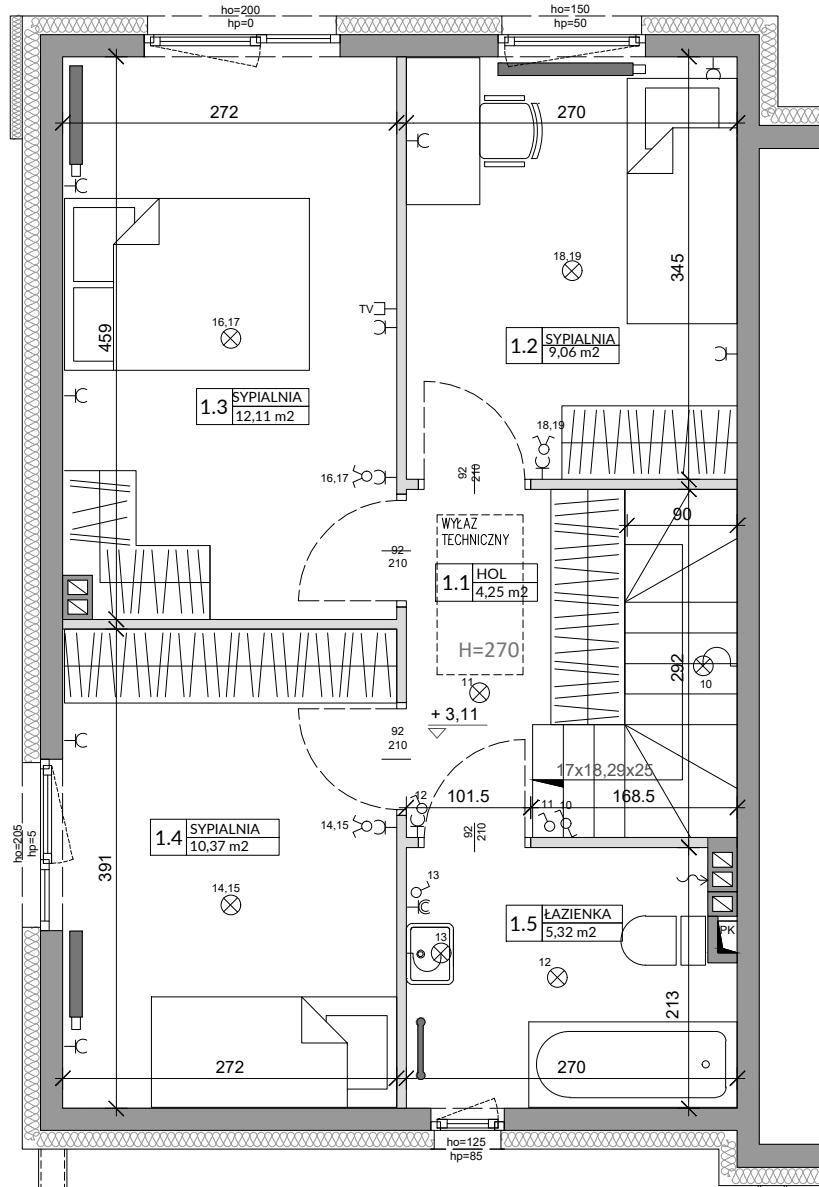 ho=200
hp=0
ho=150
hp=50
272
270
459
345
16,17
18,19
TV
1.2 SYPIALNIA
9,06 m2
1.3 SYPIALNIA
12,11 m2
18,19
16,17
92
210
92
210
WYŁAZ
TECHNICZNY
90
1.1 HOL
4,25 m2
H=270
292
10
11
+ 3,11
92
210
17x18,29x25
12
101.5
11
10
168.5
14,15
92
210
1.4 SYPIALNIA
10,37 m2
ho=205
hp=5
391
14,15
13
1.5 ŁAZIENKA
5,32 m2
PK
13
12
213
272
270
ho=125
hp=85